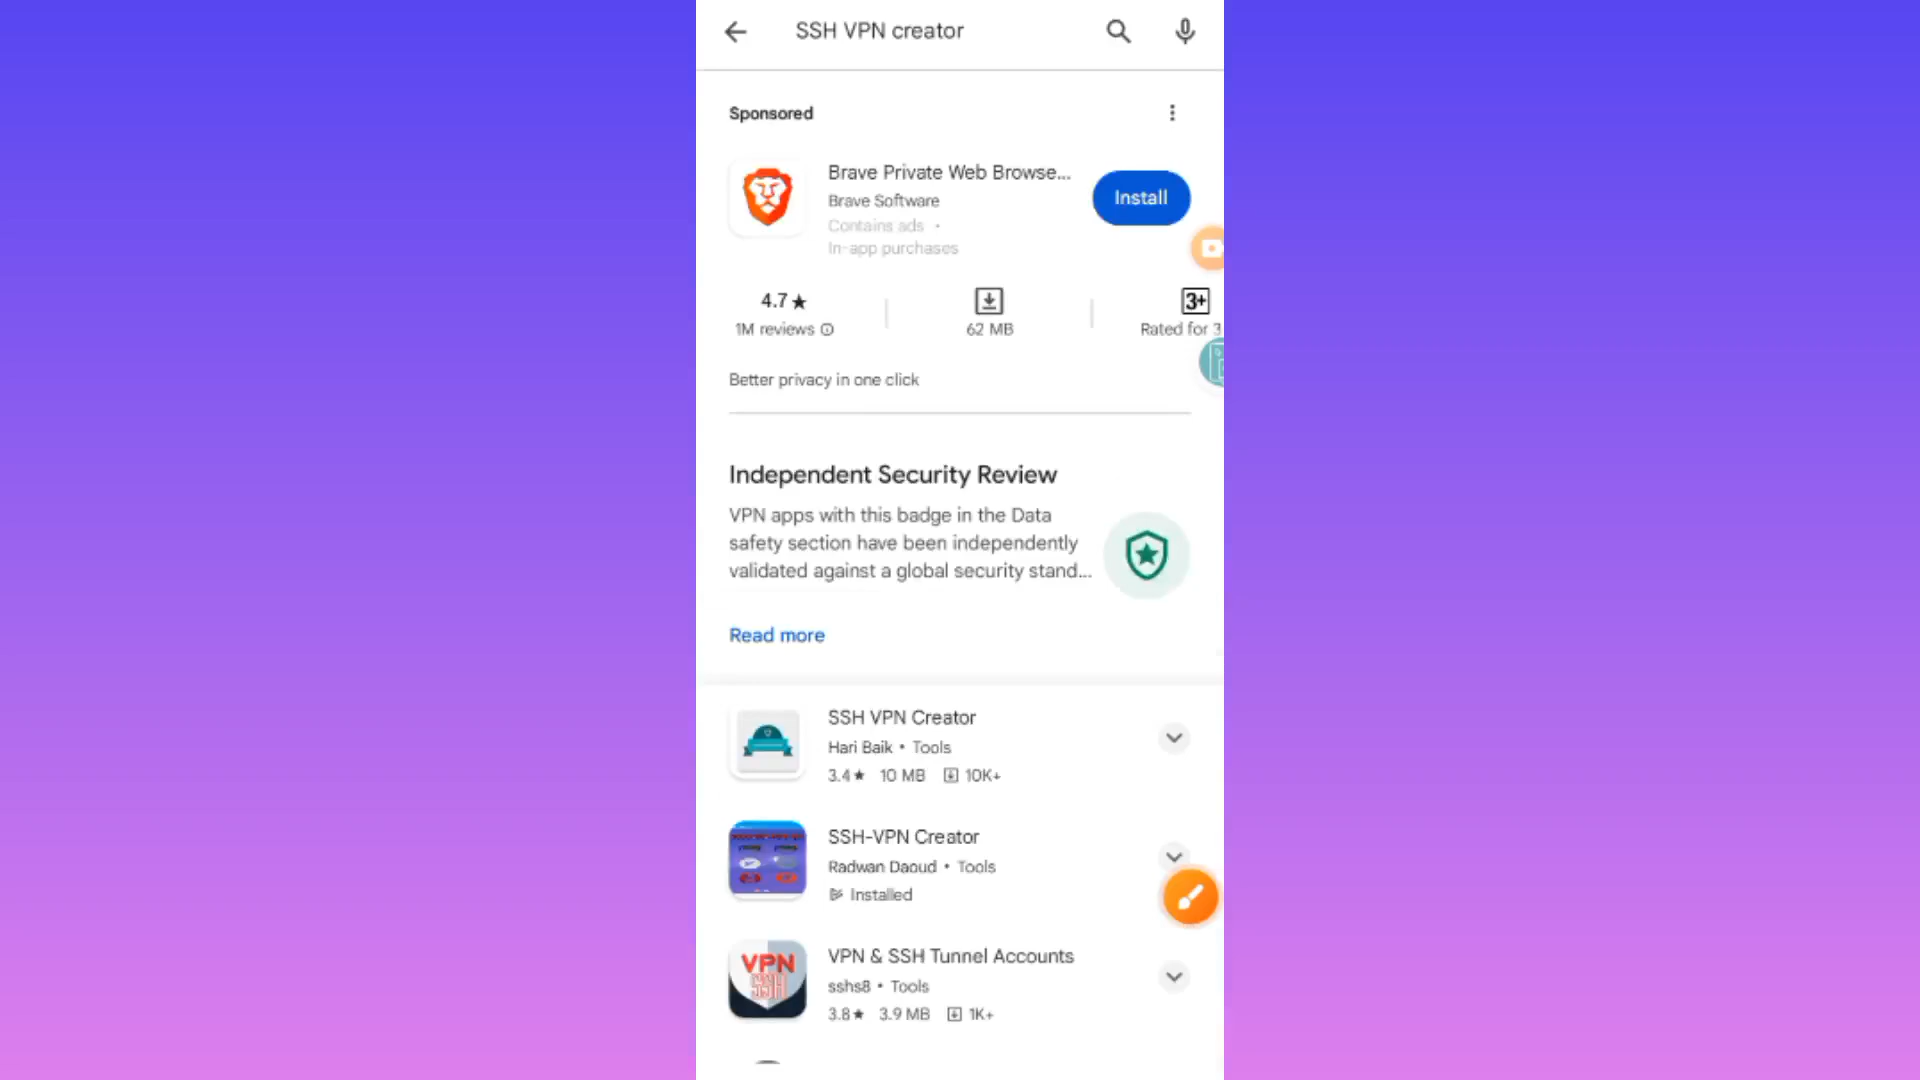 SSH VPN creator
Sponsored
Brave Private Web Browse...
Brave Software
Install
Contains ads •
In-app purchases
4.7★
3+
1M reviews
62 MB
Rated for 3
Better privacy in one click
Independent Security Review
VPN apps with this badge in the Data
safety section have been independently
validated against a global security stand...
Read more
SSH VPN Creator
Hari Baik • Tools
3.4★ 10 MB 10K+
SSH-VPN Creator
Radwan Daoud • Tools
Installed
VPN & SSH Tunnel Accounts
VPN
SSH
sshs8 • Tools
3.8★ 3.9 MB 1K+